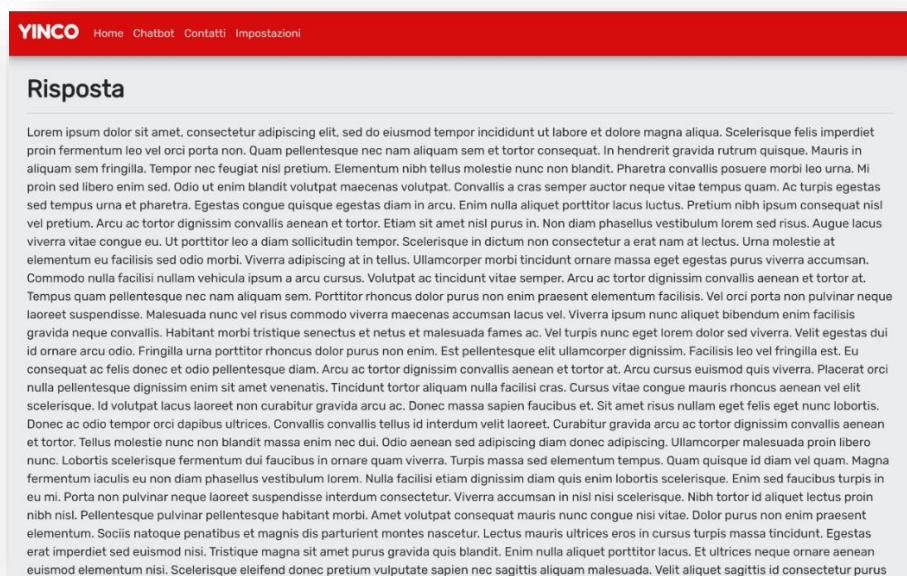 YINCO Home Chatbot Contatti Impostazioni
Risposta
Lorem ipsum dolor sit amet, consectetur adipiscing elit, sed do eiusmod tempor incididunt ut labore et dolore magna aliqua. Scelerisque felis imperdiet
proin fermentum leo vel orci porta non. Quam pellentesque nec nam aliquam sem et tortor consequat. In hendrerit gravida rutrum quisque. Mauris in
aliquam sem fringilla. Tempor nec feugiat nisl pretium. Elementum nibh tellus molestie nunc non blandit. Pharetra convallis posuere morbi leo urna. Mi
proin sed libero enim sed. Odio ut enim blandit volutpat maecenas volutpat. Convallis a cras semper auctor neque vitae tempus quam. Ac turpis egestas
sed tempus urna et pharetra. Egestas congue quisque egestas diam in arcu. Enim nulla aliquet porttitor lacus luctus. Pretium nibh ipsum consequat nisl
vel pretium. Arcu ac tortor dignissim convallis aenean et tortor. Etiam sit amet nisl purus in. Non diam phasellus vestibulum lorem sed risus. Augue lacus
viverra vitae congue eu. Ut porttitor leo a diam sollicitudin tempor. Scelerisque in dictum non consectetur a erat nam at lectus. Urna molestie at
elementum eu facilisis sed odio morbi. Viverra adipiscing at in tellus. Ullamcorper morbi tincidunt ornare massa eget egestas purus viverra accumsan.
Commodo nulla facilisi nullam vehicula ipsum a arcu cursus. Volutpat ac tincidunt vitae semper. Arcu ac tortor dignissim convallis aenean et tortor at.
Tempus quam pellentesque nec nam aliquam sem. Porttitor rhoncus dolor purus non enim praesent elementum facilisis. Vel orci porta non pulvinar neque
laoreet suspendisse. Malesuada nunc vel risus commodo viverra maecenas accumsan lacus vel. Viverra ipsum nunc aliquet bibendum enim facilisis
gravida neque convallis. Habitant morbi tristique senectus et netus et malesuada fames ac. Vel turpis nunc eget lorem dolor sed viverra. Velit egestas dui
id ornare arcu odio. Fringilla urna porttitor rhoncus dolor purus non enim. Est pellentesque elit ullamcorper dignissim. Facilisis leo vel fringilla est. Eu
consequat ac felis donec et odio pellentesque diam. Arcu ac tortor dignissim convallis aenean et tortor at. Arcu cursus euismod quis viverra. Placerat orci
nulla pellentesque dignissim enim sit amet venenatis. Tincidunt tortor aliquam nulla facilisi cras. Cursus vitae congue mauris rhoncus aenean vel elit
scelerisque. Id volutpat lacus laoreet non curabitur gravida arcu ac. Donec massa sapien faucibus et. Sit amet risus nullam eget felis eget nunc lobortis.
Donec ac odio tempor orci dapibus ultrices. Convallis convallis tellus id interdum velit laoreet. Curabitur gravida arcu ac tortor dignissim convallis aenean
et tortor. Tellus molestie nunc non blandit massa enim nec dui. Odio aenean sed adipiscing diam donec adipiscing. Ullamcorper malesuada proin libero
nunc. Lobortis scelerisque fermentum dui faucibus in ornare quam viverra. Turpis massa sed elementum tempus. Quam quisque id diam vel quam. Magna
fermentum iaculis eu non diam phasellus vestibulum lorem. Nulla facilisi etiam dignissim diam quis enim lobortis scelerisque. Enim sed faucibus turpis in
eu mi. Porta non pulvinar neque laoreet suspendisse interdum consectetur. Viverra accumsan in nisl nisi scelerisque. Nibh tortor id aliquet lectus proin
nibh nisl. Pellentesque pulvinar pellentesque habitant morbi. Amet volutpat consequat mauris nunc congue nisi vitae. Dolor purus non enim praesent
elementum. Sociis natoque penatibus et magnis dis parturient montes nascetur. Lectus mauris ultrices eros in cursus turpis massa tincidunt. Egestas
erat imperdiet sed euismod nisi. Tristique magna sit amet purus gravida quis blandit. Enim nulla aliquet porttitor lacus. Et ultrices neque ornare aenean
euismod elementum nisi. Scelerisque eleifend donec pretium vulputate sapien nec sagittis aliquam malesuada. Velit aliquet sagittis id consectetur purus